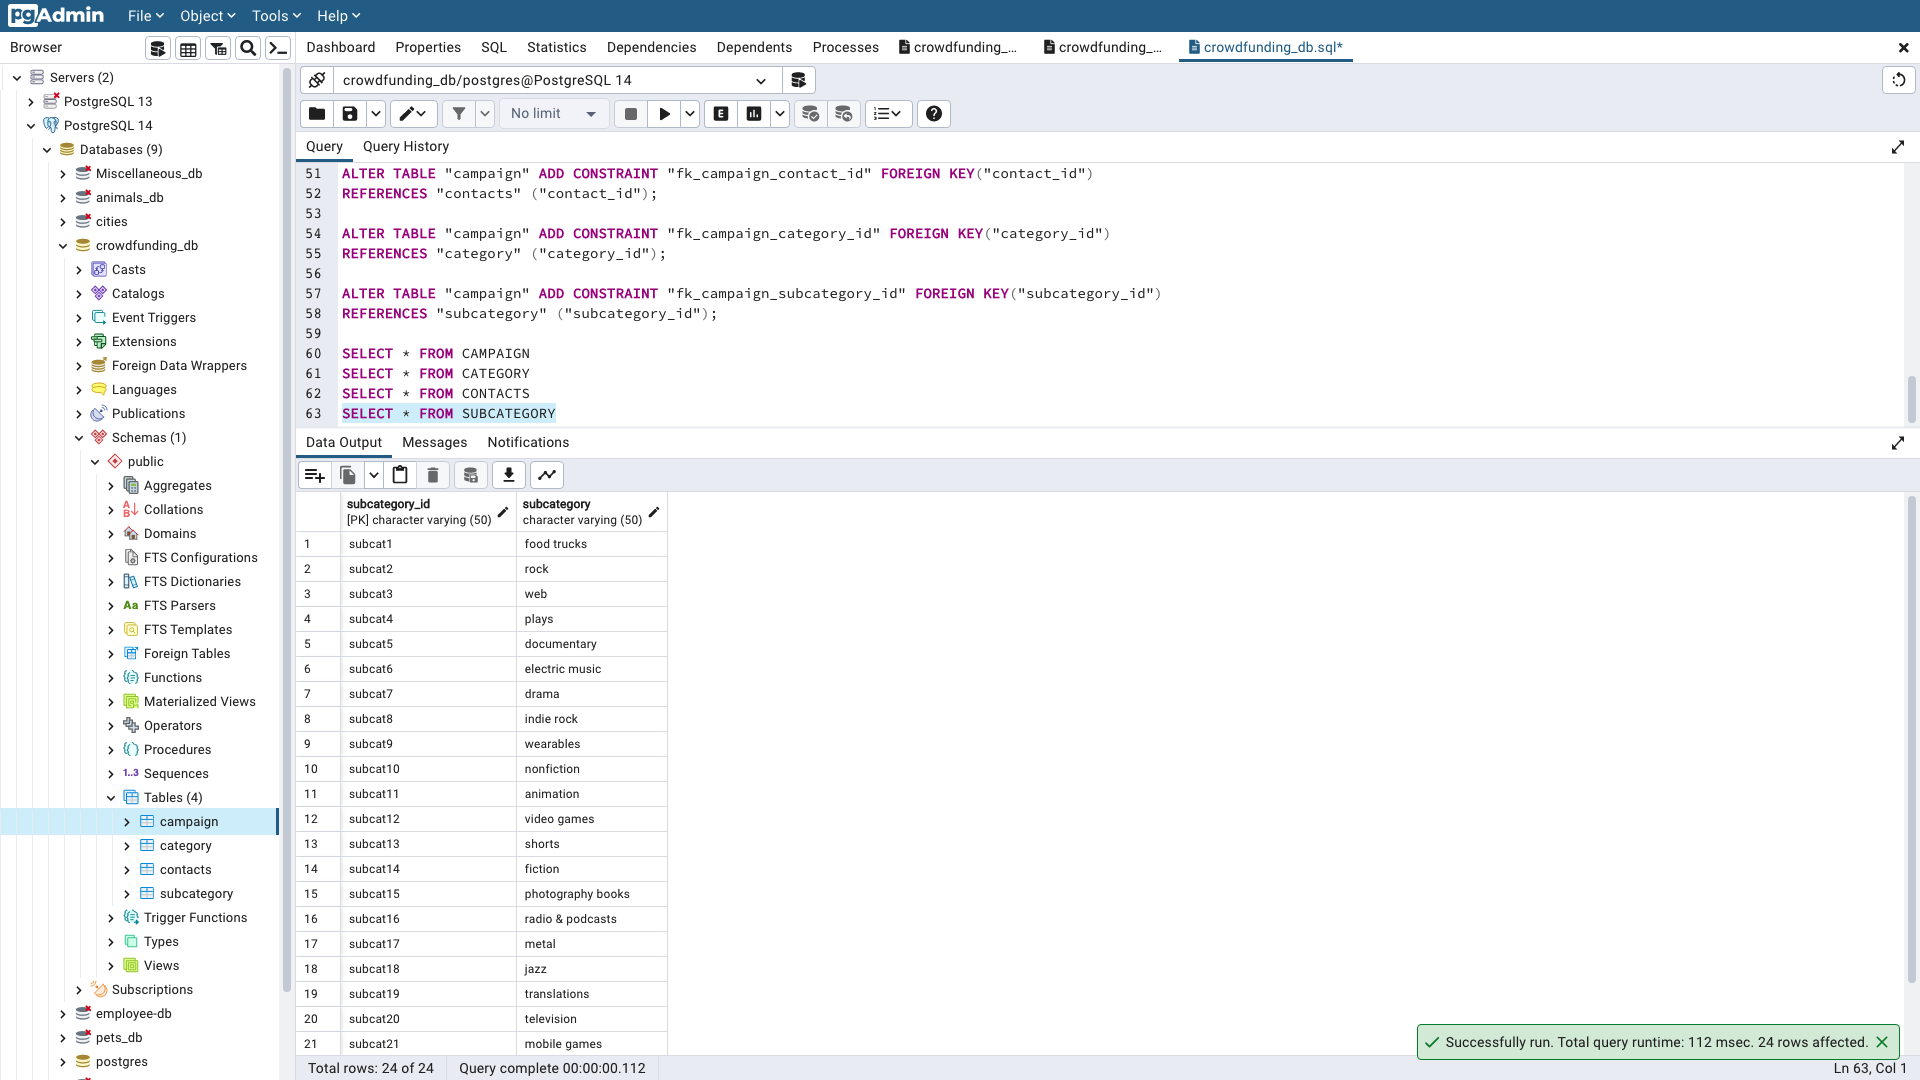 pgAdmin File Object Tools Help
Browser
Dashboard Properties SQL Statistics Dependencies Dependents Processes crowdfunding_... crowdfunding_... crowdfunding_db.sql*
crowdfunding_db/postgres@PostgreSQL 14
No limit
E
Query Query History
Servers (2)
PostgreSQL 13
PostgreSQL 14
Databases (9)
Miscellaneous_db
animals_db
cities
crowdfunding_db
Casts
Catalogs
Event Triggers
Extensions
Foreign Data Wrappers
Languages
Publications
Schemas (1)
public
Aggregates
Collations
Domains
FTS Configurations
FTS Dictionaries
Aa FTS Parsers
FTS Templates
Foreign Tables
Functions
Materialized Views
Operators
Procedures
1..3 Sequences
Tables (4)
campaign
category
contacts
subcategory
Trigger Functions
Types
Views
Subscriptions
employee-db
pets_db
postgres
51 ALTER TABLE "campaign" ADD CONSTRAINT "fk_campaign_contact_id" FOREIGN KEY("contact_id")
52 REFERENCES "contacts" ("contact_id");
53
54 ALTER TABLE "campaign" ADD CONSTRAINT "fk_campaign_category_id" FOREIGN KEY("category_id")
55 REFERENCES "category" ("category_id");
56
57 ALTER TABLE "campaign" ADD CONSTRAINT "fk_campaign_subcategory_id" FOREIGN KEY("subcategory_id")
58 REFERENCES "subcategory" ("subcategory_id");
59
60 SELECT * FROM CAMPAIGN
61 SELECT * FROM CATEGORY
62 SELECT * FROM CONTACTS
63 SELECT * FROM SUBCATEGORY
Data Output Messages Notifications
subcategory_id subcategory
[PK] character varying (50) character varying (50)
1 subcat1 food trucks
2 subcat2 rock
3 subcat3 web
4 subcat4 plays
5 subcat5 documentary
6 subcat6 electric music
7 subcat7 drama
8 subcat8 indie rock
9 subcat9 wearables
10 subcat10 nonfiction
11 subcat11 animation
12 subcat12 video games
13 subcat13 shorts
14 subcat14 fiction
15 subcat15 photography books
16 subcat16 radio & podcasts
17 subcat17 metal
18 subcat18 jazz
19 subcat19 translations
20 subcat20 television
21 subcat21 mobile games
Successfully run. Total query runtime: 112 msec. 24 rows affected.
Total rows: 24 of 24 Query complete 00:00:00.112 Ln 63, Col 1